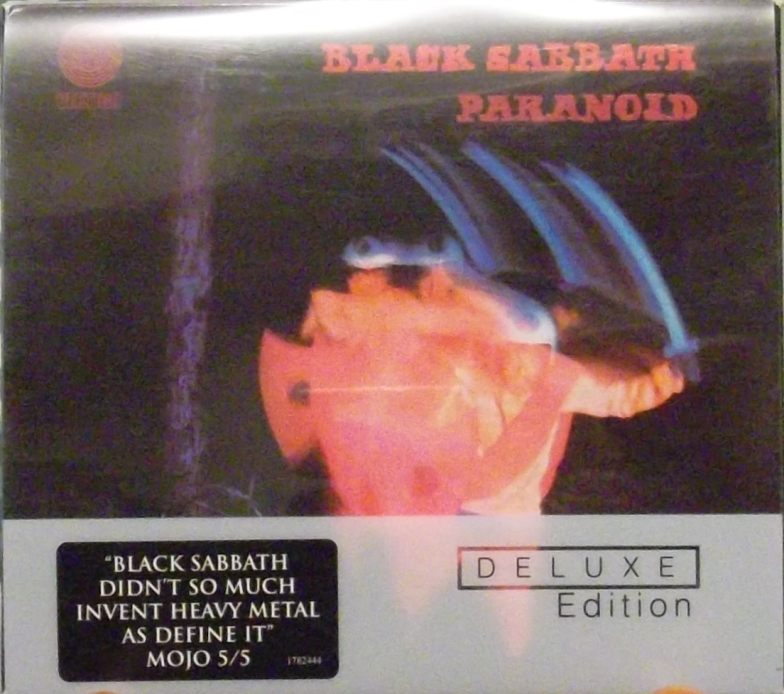 BLACK SABBATH
PARANOID
"BLACK SABBATH
DIDN'T SO MUCH
INVENT HEAVY METAL
AS DEFINE IT"
MOJO 5/5
1782444
DELUXE
Edition